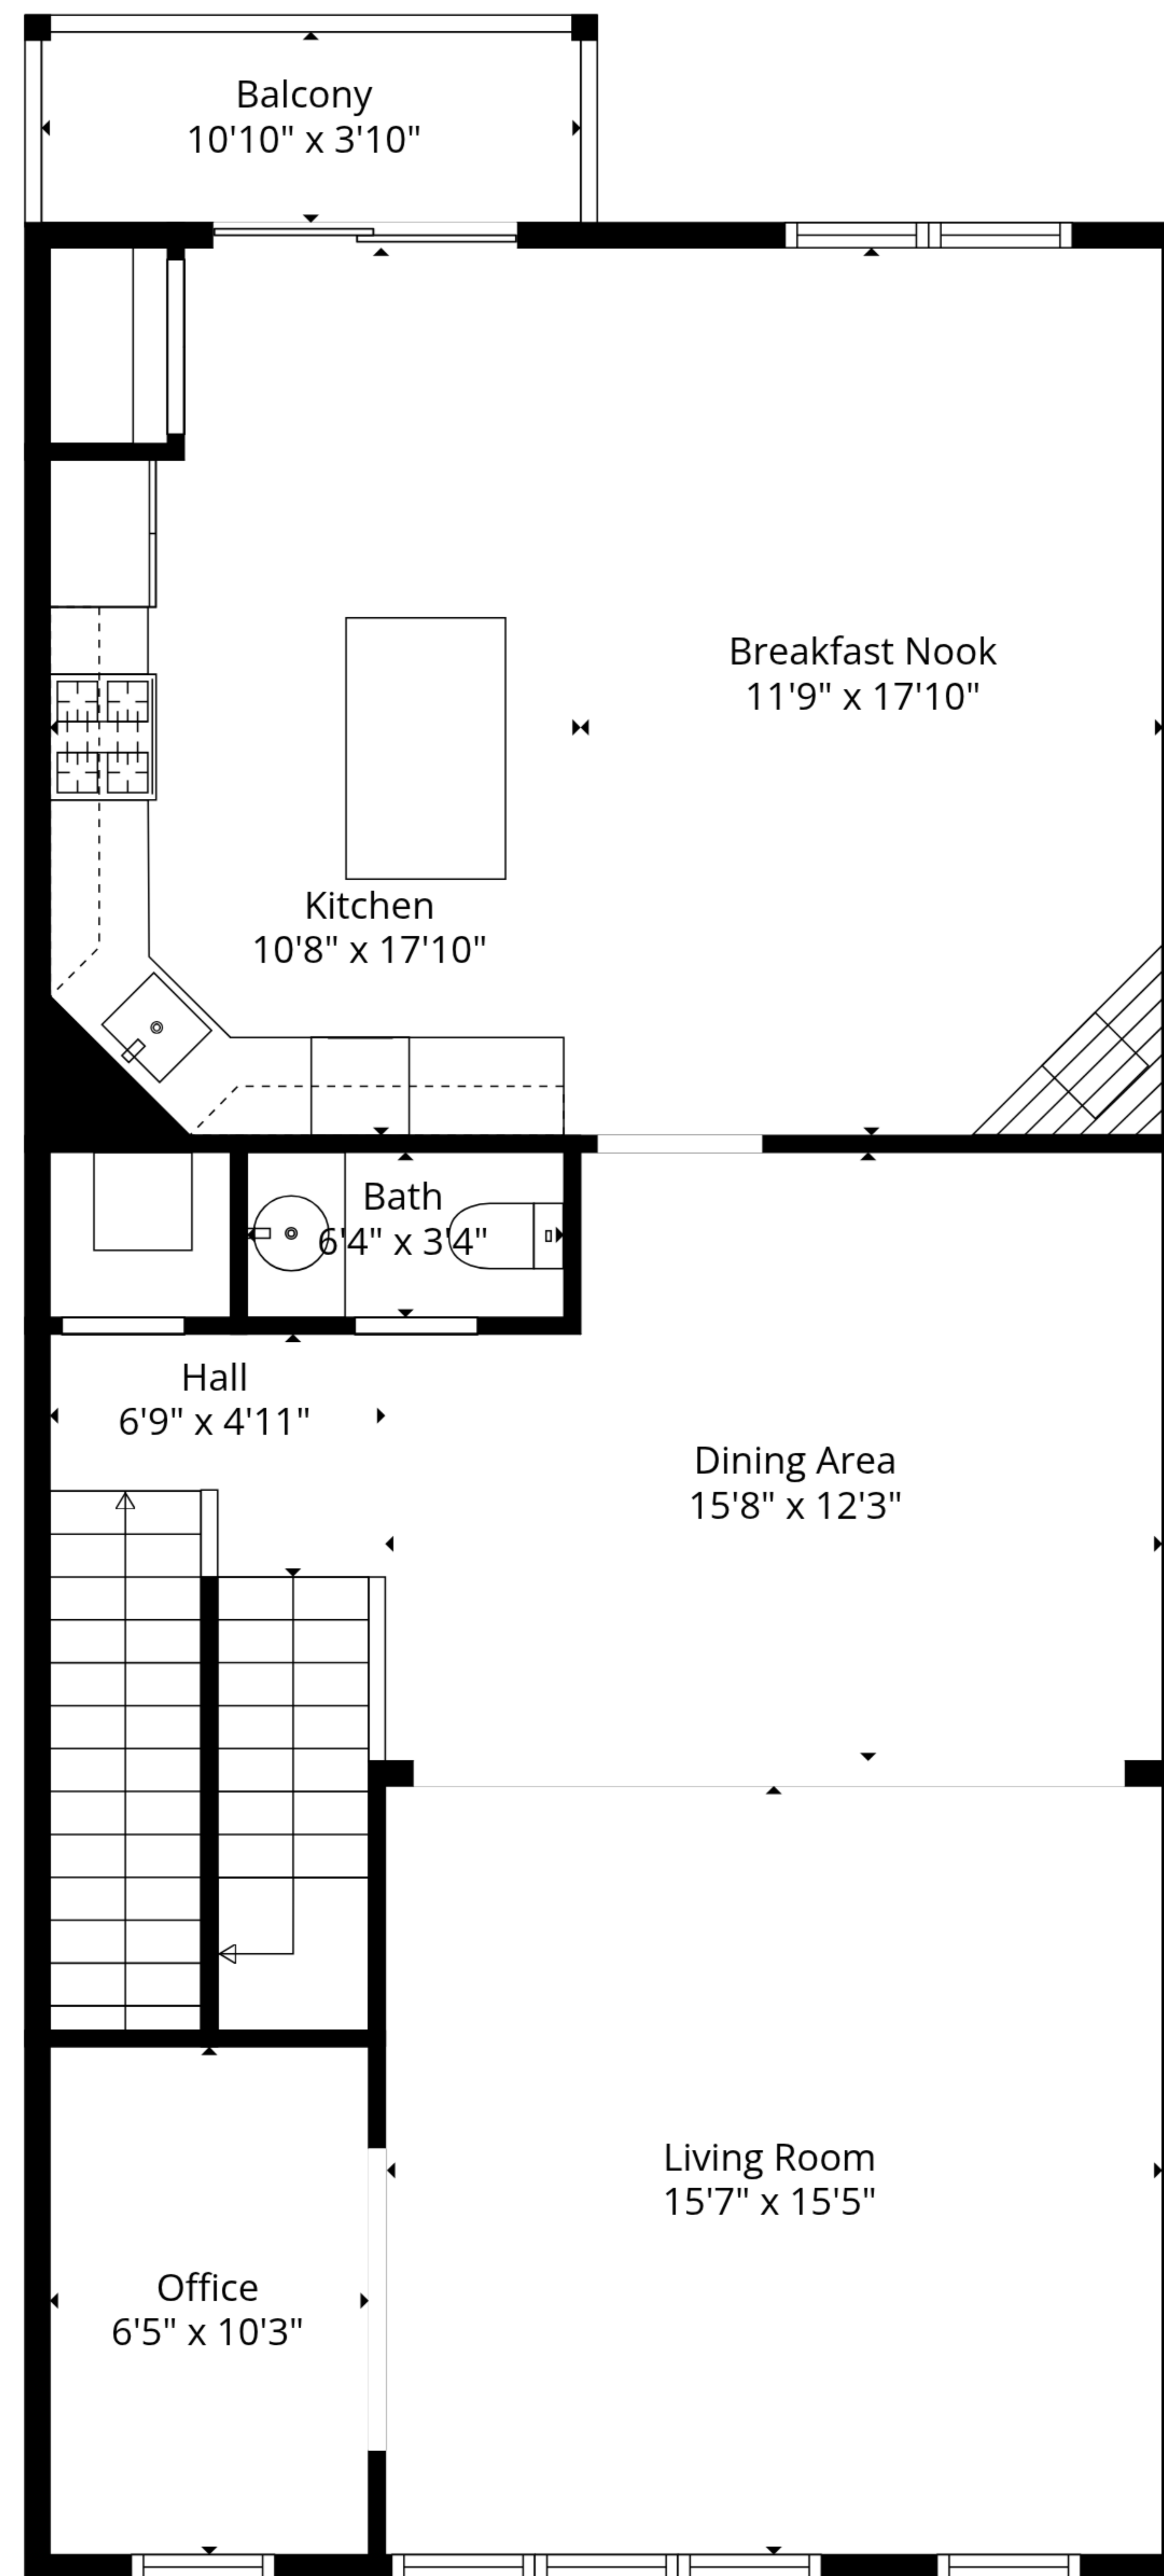 Balcony
10'10" x 3'10"
Breakfast Nook
11'9" x 17'10"
Kitchen
10'8" x 17'10"
Bath
6'4" x 3'4"
Hall
6'9" x 4'11"
Dining Area
15'8" x 12'3"
Living Room
15'7" x 15'5"
Office
6'5" x 10'3"